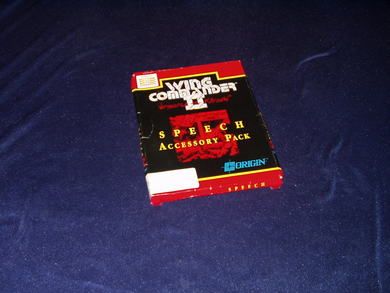 WING
COMMANDER
II
SPEECH
ACCESSORY PACK
ORIGIN
SPEECH